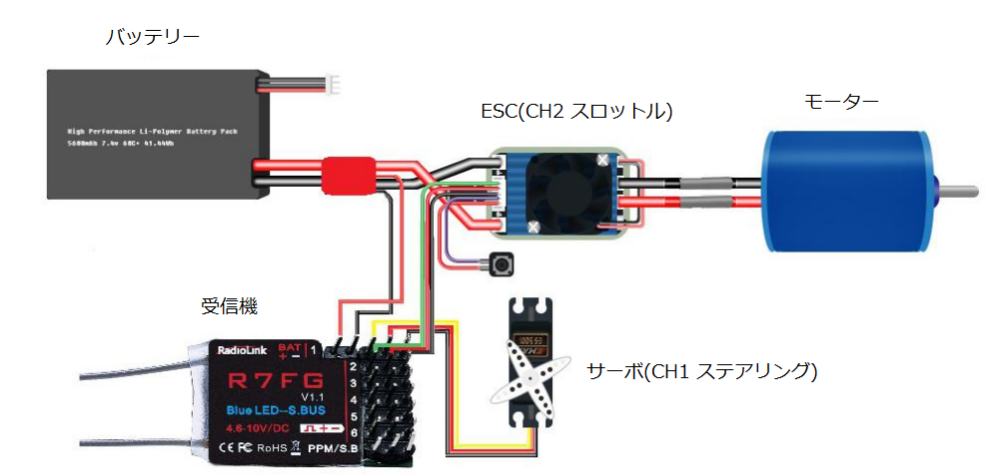 バッテリー
High Performance Li-Polymer Battery Pack
5600mAh 7.4v 60C+ 41.44Wh
ESC(CH2 スロットル)
モーター
受信機
RadioLink
BAT
+ -
1
2
R7FG
3
V1.1
4
Blue LED--S.BUS
5
4.6-10V/DC
+ -
6
CE FC RoHS
PPM/S.B
サーボ(CH1 ステアリング)